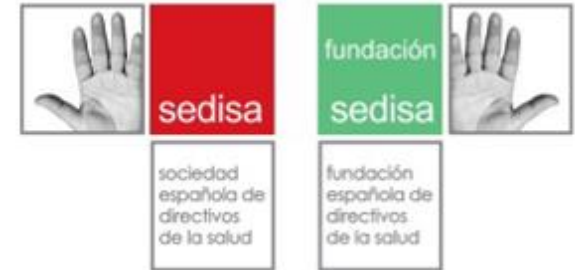 sedisa
sociedad
española de
directivos
de la salud
fundación
sedisa
fundación
española de
directivos
de la salud